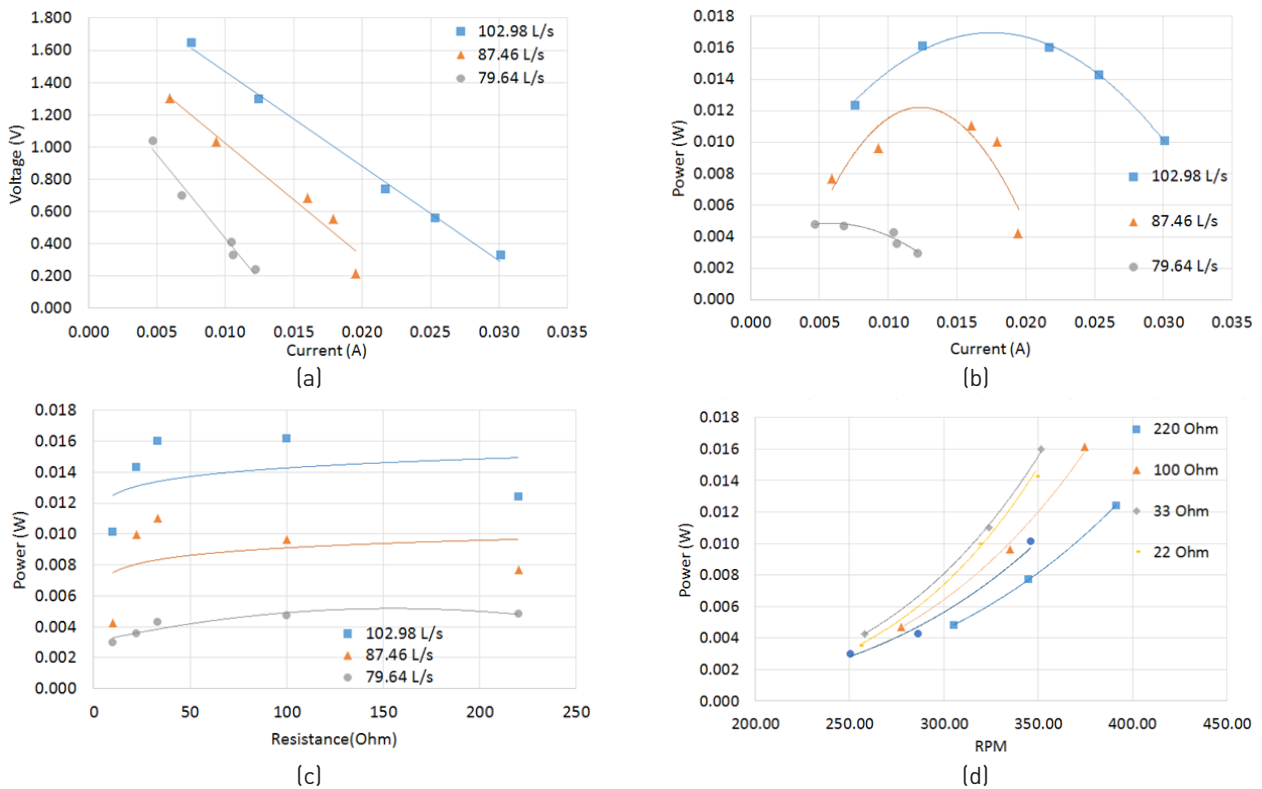 1.800
1.600
1.400
1.200
1.000
0.800
0.600
0.400
0.200
0.000
Voltage (V)
0.000 0.005 0.010 0.015 0.020 0.025 0.030 0.035
Current (A)
102.98 L/s
87.46 L/s
79.64 L/s
(a)
0.018
0.016
0.014
0.012
0.010
0.008
0.006
0.004
0.002
0.000
Power (W)
0.000 0.005 0.010 0.015 0.020 0.025 0.030 0.035
Current (A)
102.98 L/s
87.46 L/s
79.64 L/s
(b)
0.018
0.016
0.014
0.012
0.010
0.008
0.006
0.004
0.002
0.000
Power (W)
102.98 L/s
87.46 L/s
79.64 L/s
0 50 100 150 200 250
Resistance(Ohm)
(c)
0.018
0.016
0.014
0.012
0.010
0.008
0.006
0.004
0.002
0.000
Power (W)
220 Ohm
100 Ohm
33 Ohm
22 Ohm
200.00 250.00 300.00 350.00 400.00 450.00
RPM
(d)